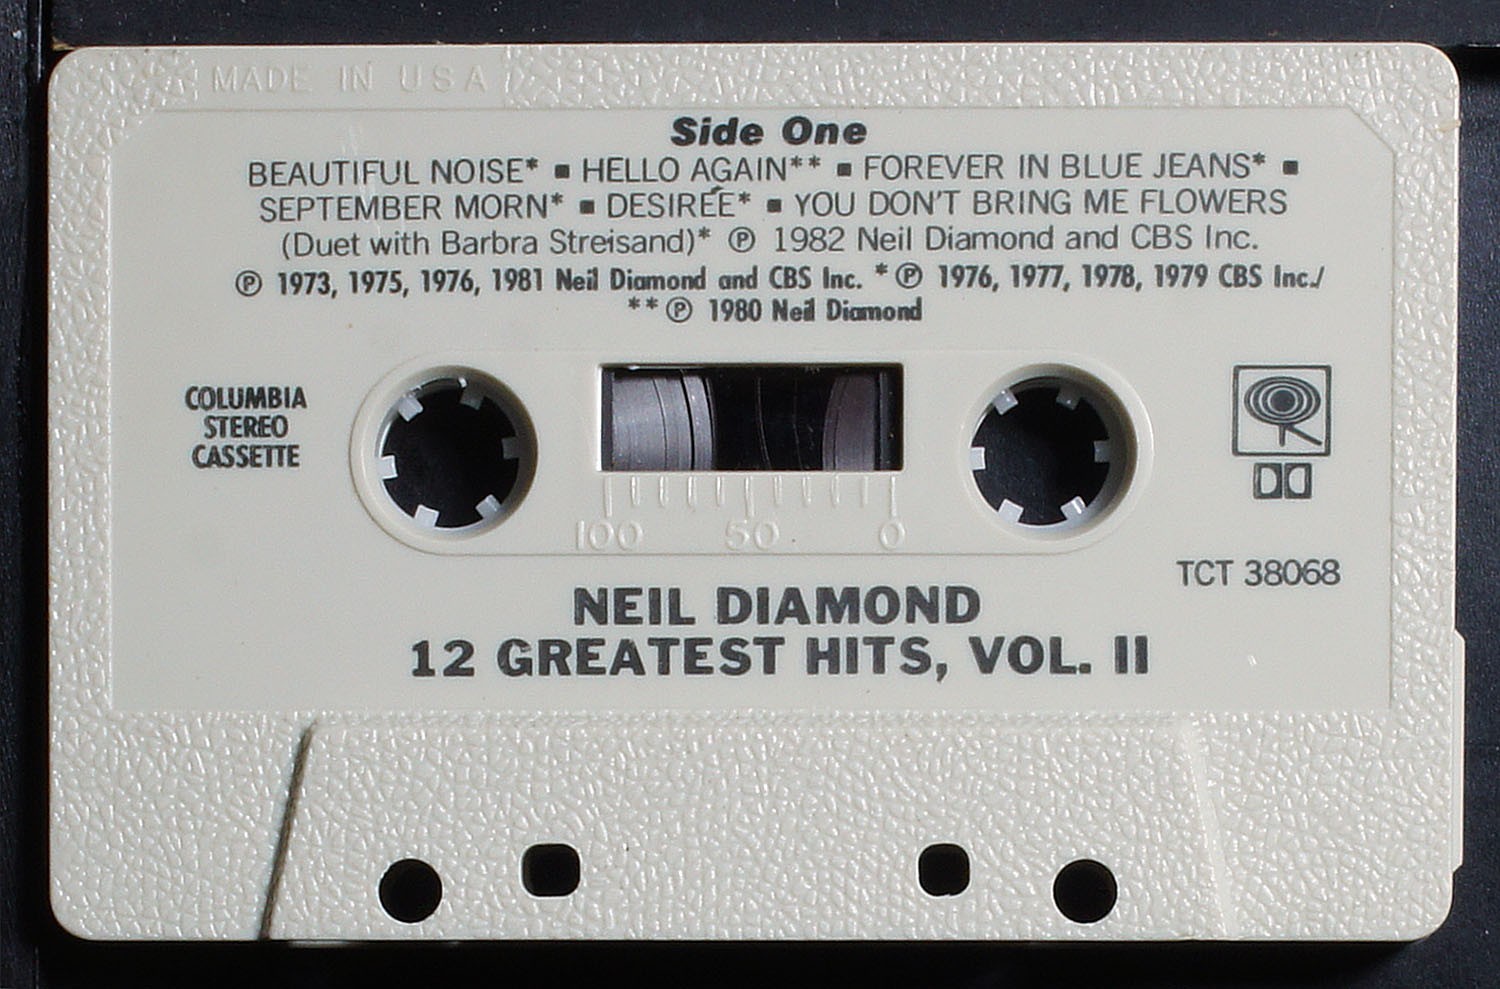 MADE IN USA
Side One
BEAUTIFUL NOISE* ▪ HELLO AGAIN** ▪ FOREVER IN BLUE JEANS* ▪
SEPTEMBER MORN* ▪ DESIREÉ* ▪ YOU DON'T BRING ME FLOWERS
(Duet with Barbra Streisand)* ℗ 1982 Neil Diamond and CBS Inc.
℗ 1973, 1975, 1976, 1981 Neil Diamond and CBS Inc. *℗ 1976, 1977, 1978, 1979 CBS Inc./
**℗ 1980 Neil Diamond
COLUMBIA
STEREO
CASSETTE
100 50 0
TCT 38068
NEIL DIAMOND
12 GREATEST HITS, VOL. II